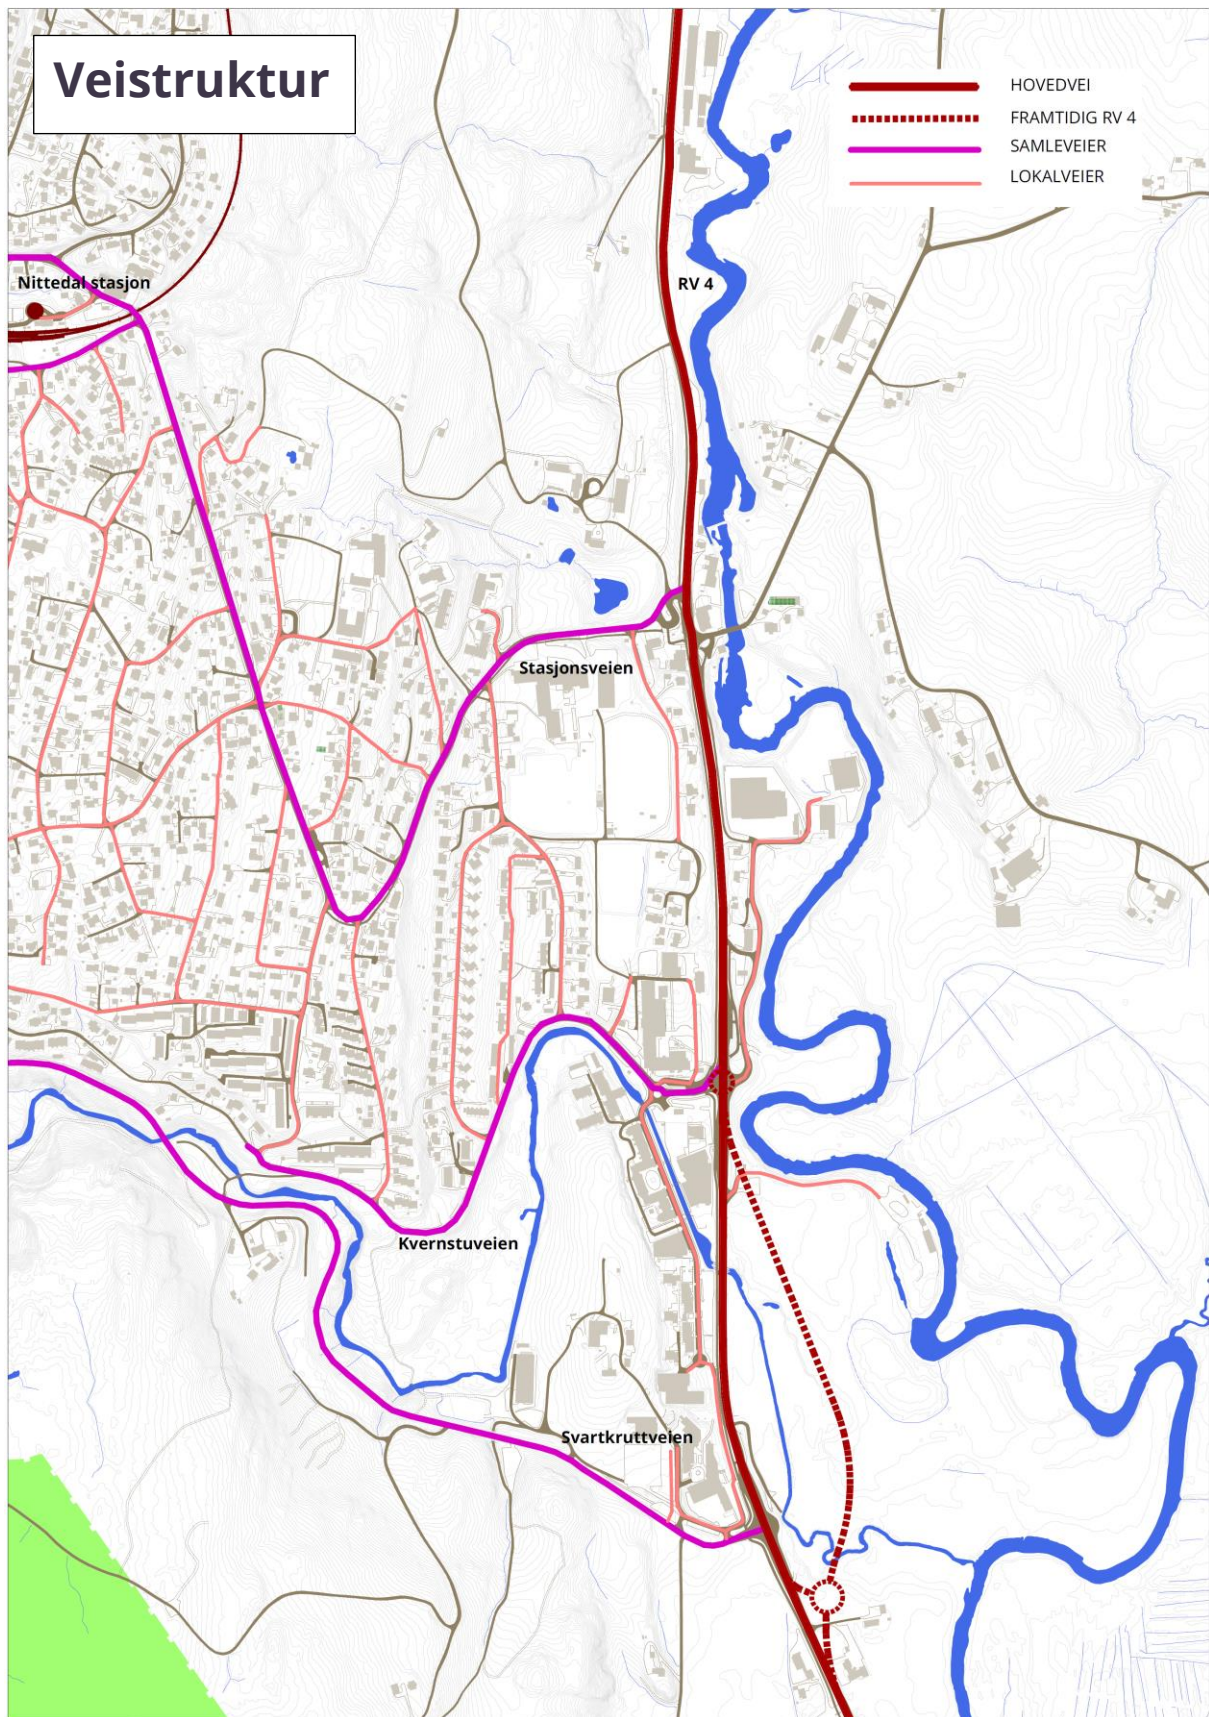 Veistruktur
HOVEDVEI
FRAMTIDIG RV 4
SAMLEVEIER
LOKALVEIER
Nittedal stasjon
RV 4
Stasjonsveien
Kvernstuveien
Svartkruttveien